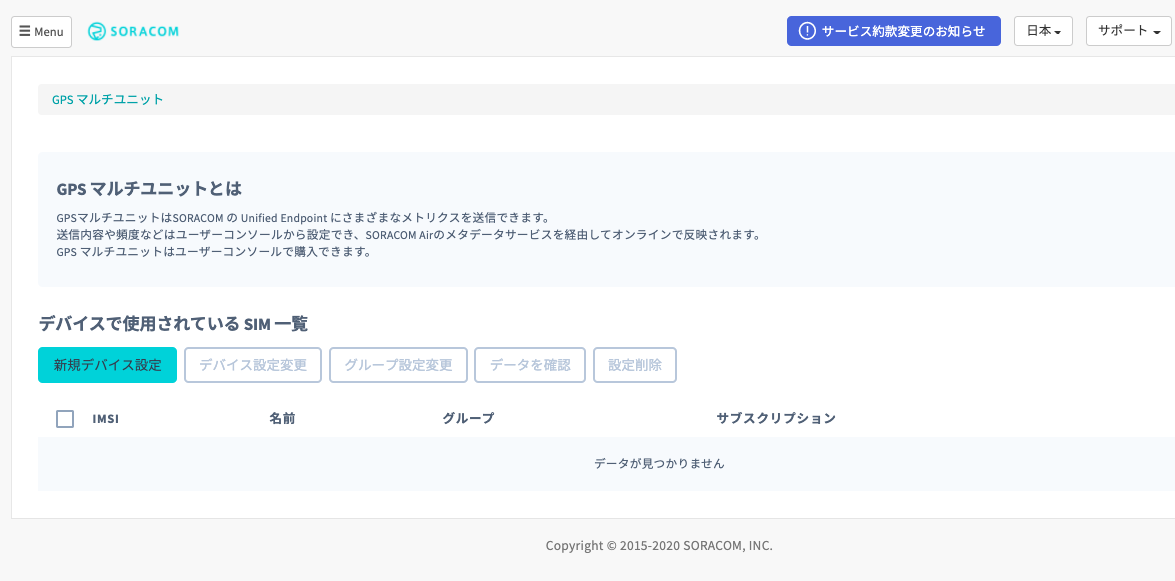 Menu
SORACOM
サービス約款変更のお知らせ
日本
サポート
GPS マルチユニット
GPS マルチユニットとは
GPSマルチユニットはSORACOM の Unified Endpoint にさまざまなメトリクスを送信できます。
送信内容や頻度などはユーザーコンソールから設定でき、SORACOM Airのメタデータサービスを経由してオンラインで反映されます。
GPS マルチユニットはユーザーコンソールで購入できます。
デバイスで使用されている SIM 一覧
新規デバイス設定
デバイス設定変更
グループ設定変更
データを確認
設定削除
IMSI
名前
グループ
サブスクリプション
データが見つかりません
Copyright © 2015-2020 SORACOM, INC.